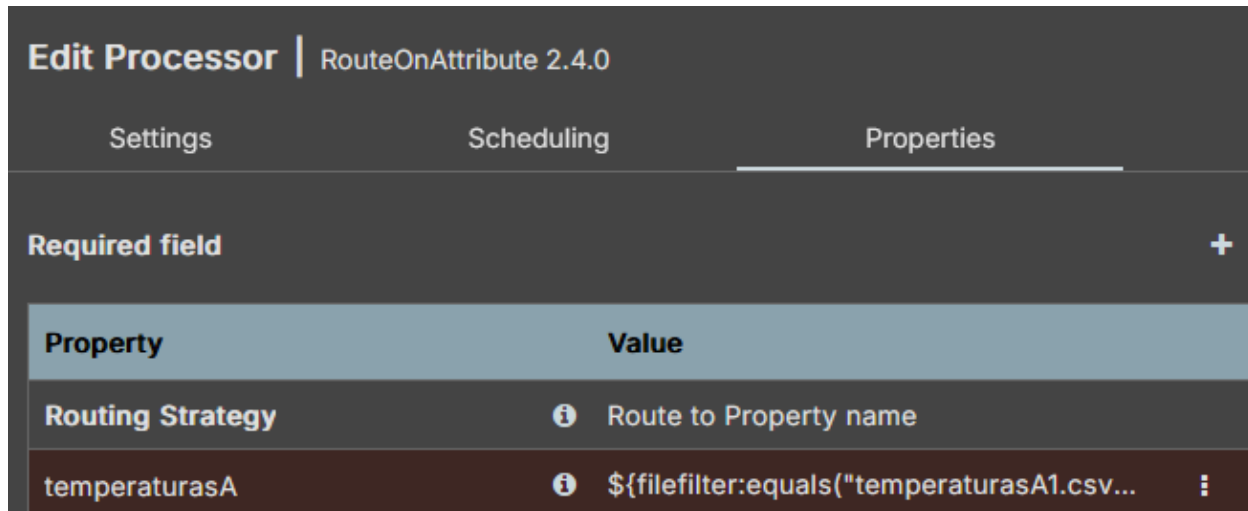 Edit Processor | RouteOnAttribute 2.4.0
Settings Scheduling Properties
Required field +
Property Value
Routing Strategy Route to Property name
temperaturasA ${filefilter:equals("temperaturasA1.csv...